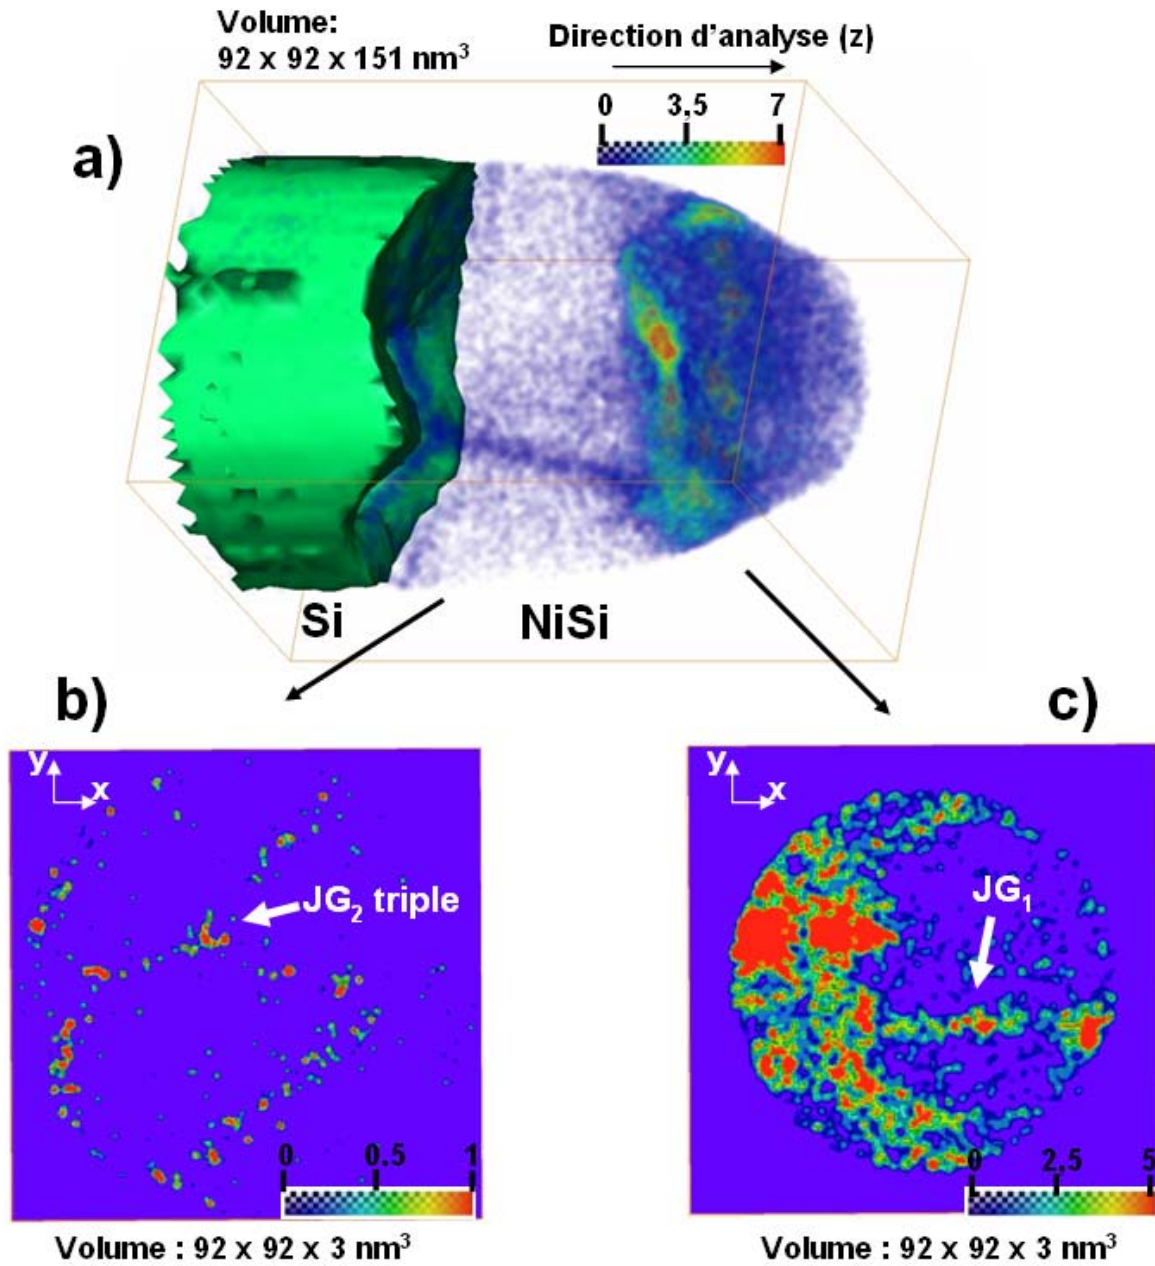 Volume:
92 x 92 x 151 nm³
Direction d'analyse (z)
0 3,5 7
a)
Si
NiSi
b)
c)
y
x
JG₂ triple
0 0.5 1
Volume : 92 x 92 x 3 nm³
y
x
JG₁
0 2,5 5
Volume : 92 x 92 x 3 nm³